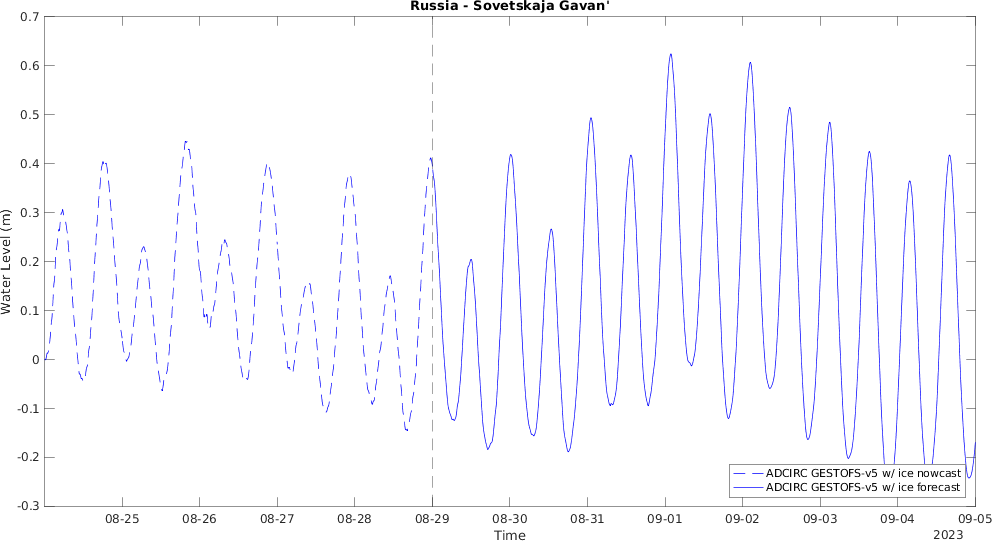 Russia - Sovetskaja Gavan'
0.7
0.6
0.5
0.4
0.3
0.2
0.1
0
-0.1
-0.2
-0.3
Water Level (m)
ADCIRC GESTOFS-v5 w/ ice nowcast
ADCIRC GESTOFS-v5 w/ ice forecast
08-25 08-26 08-27 08-28 08-29 08-30 08-31 09-01 09-02 09-03 09-04 09-05
Time
2023